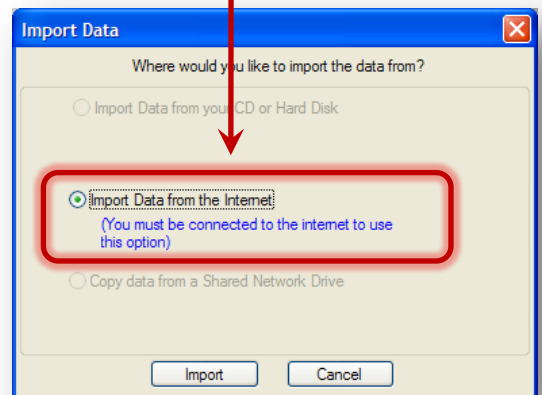 Import Data
Where would you like to import the data from?
Import Data from your CD or Hard Disk
Import Data from the Internet
(You must be connected to the internet to use
this option)
Copy data from a Shared Network Drive
Import
Cancel